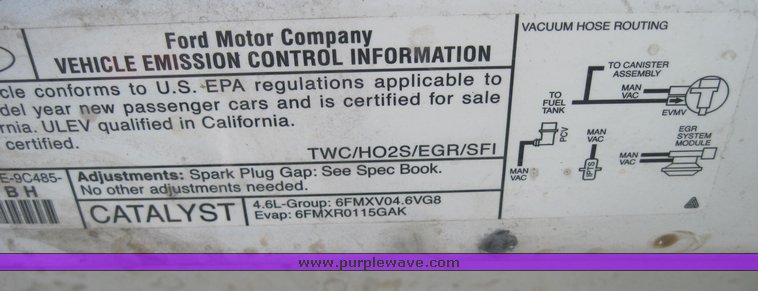 Ford Motor Company
VEHICLE EMISSION CONTROL INFORMATION
cle conforms to U.S. EPA regulations applicable to
del year new passenger cars and is certified for sale
rnia. ULEV qualified in California.
certified.
TWC/HO2S/EGR/SFI
E-9C485-
BH
Adjustments: Spark Plug Gap: See Spec Book.
No other adjustments needed.
CATALYST
4.6L-Group: 6FMXV04.6VG8
Evap: 6FMXR0115GAK
VACUUM HOSE ROUTING
TO CANISTER
ASSEMBLY
MAN
VAC
TO
FUEL
TANK
EVMV
PCV
MAN
VAC
MAN
VAC
FPTS
EGR
SYSTEM
MODULE
MAN
VAC
www.purplewave.com